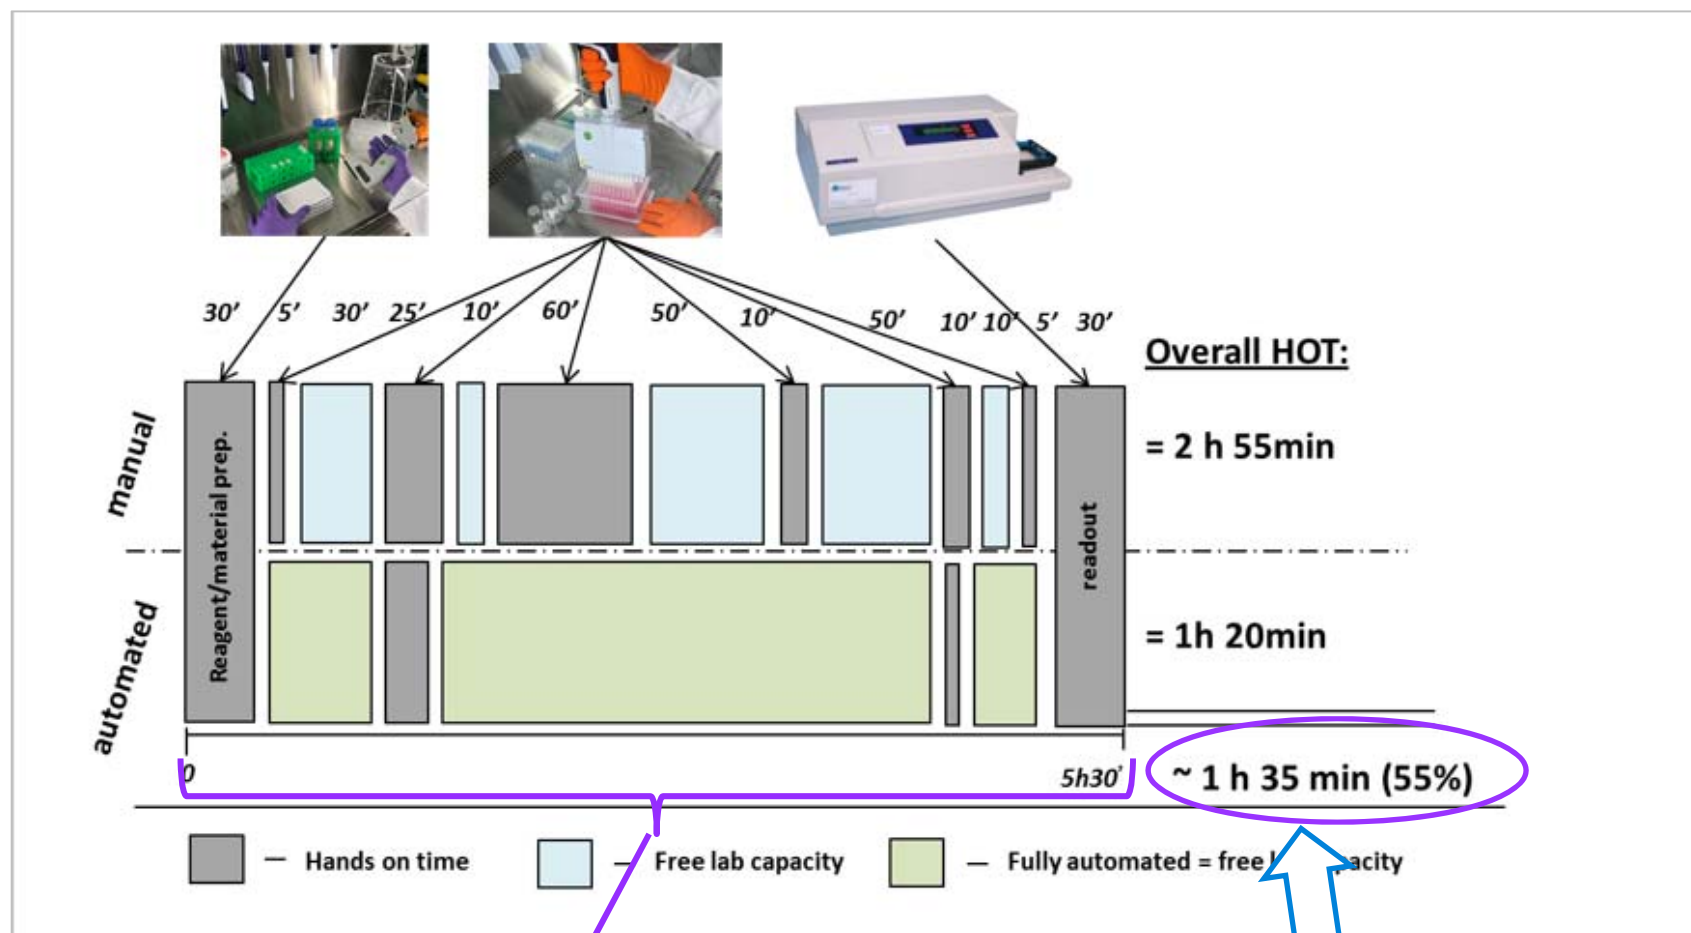 30’ 5’ 30’ 25’ 10’ 60’ 50’ 10’ 50’ 10’ 10’ 5’ 30’
Overall HOT:
manual
Reagent/material prep.
readout
= 2 h 55min
automated
= 1h 20min
0
5h30’
~ 1 h 35 min (55%)
— Hands on time
— Free lab capacity
— Fully automated = free